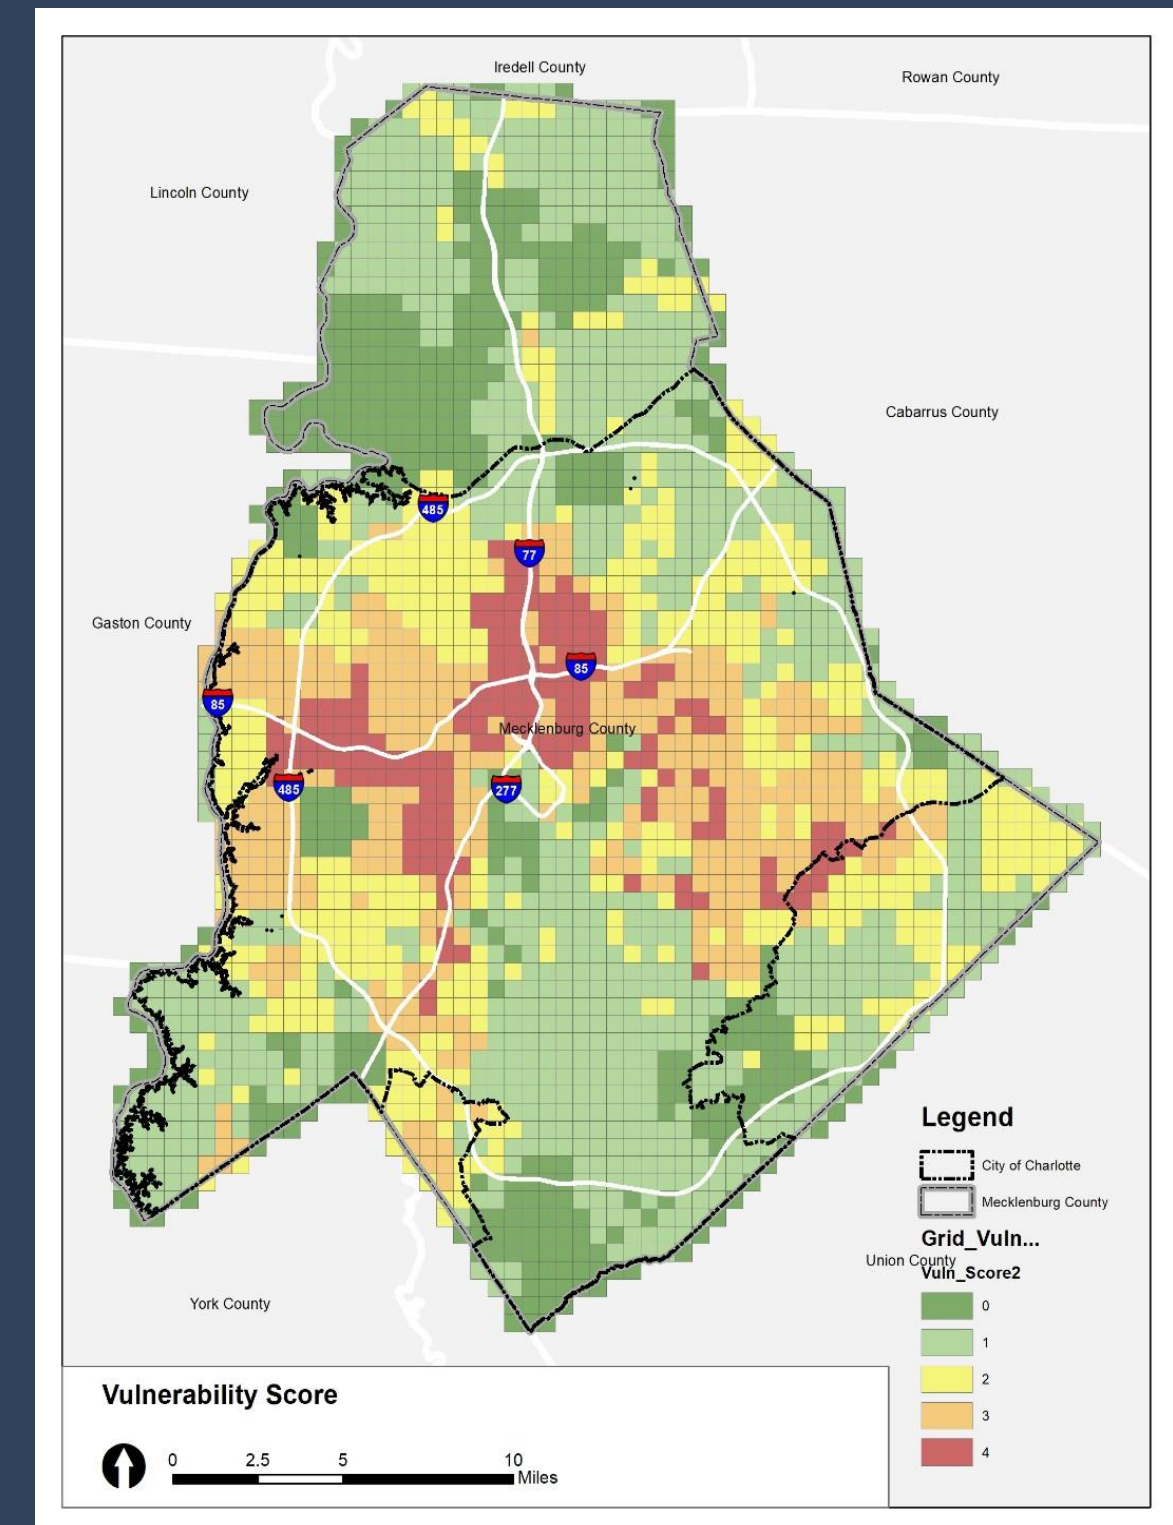 Iredell County
Rowan County
Lincoln County
Cabarrus County
485
77
Gaston County
85
85
Mecklenburg County
485
277
Legend
City of Charlotte
Mecklenburg County
Grid_Vuln...
Union County
Vuln_Score2
York County
0
1
2
3
4
Vulnerability Score
0 2.5 5 10
Miles